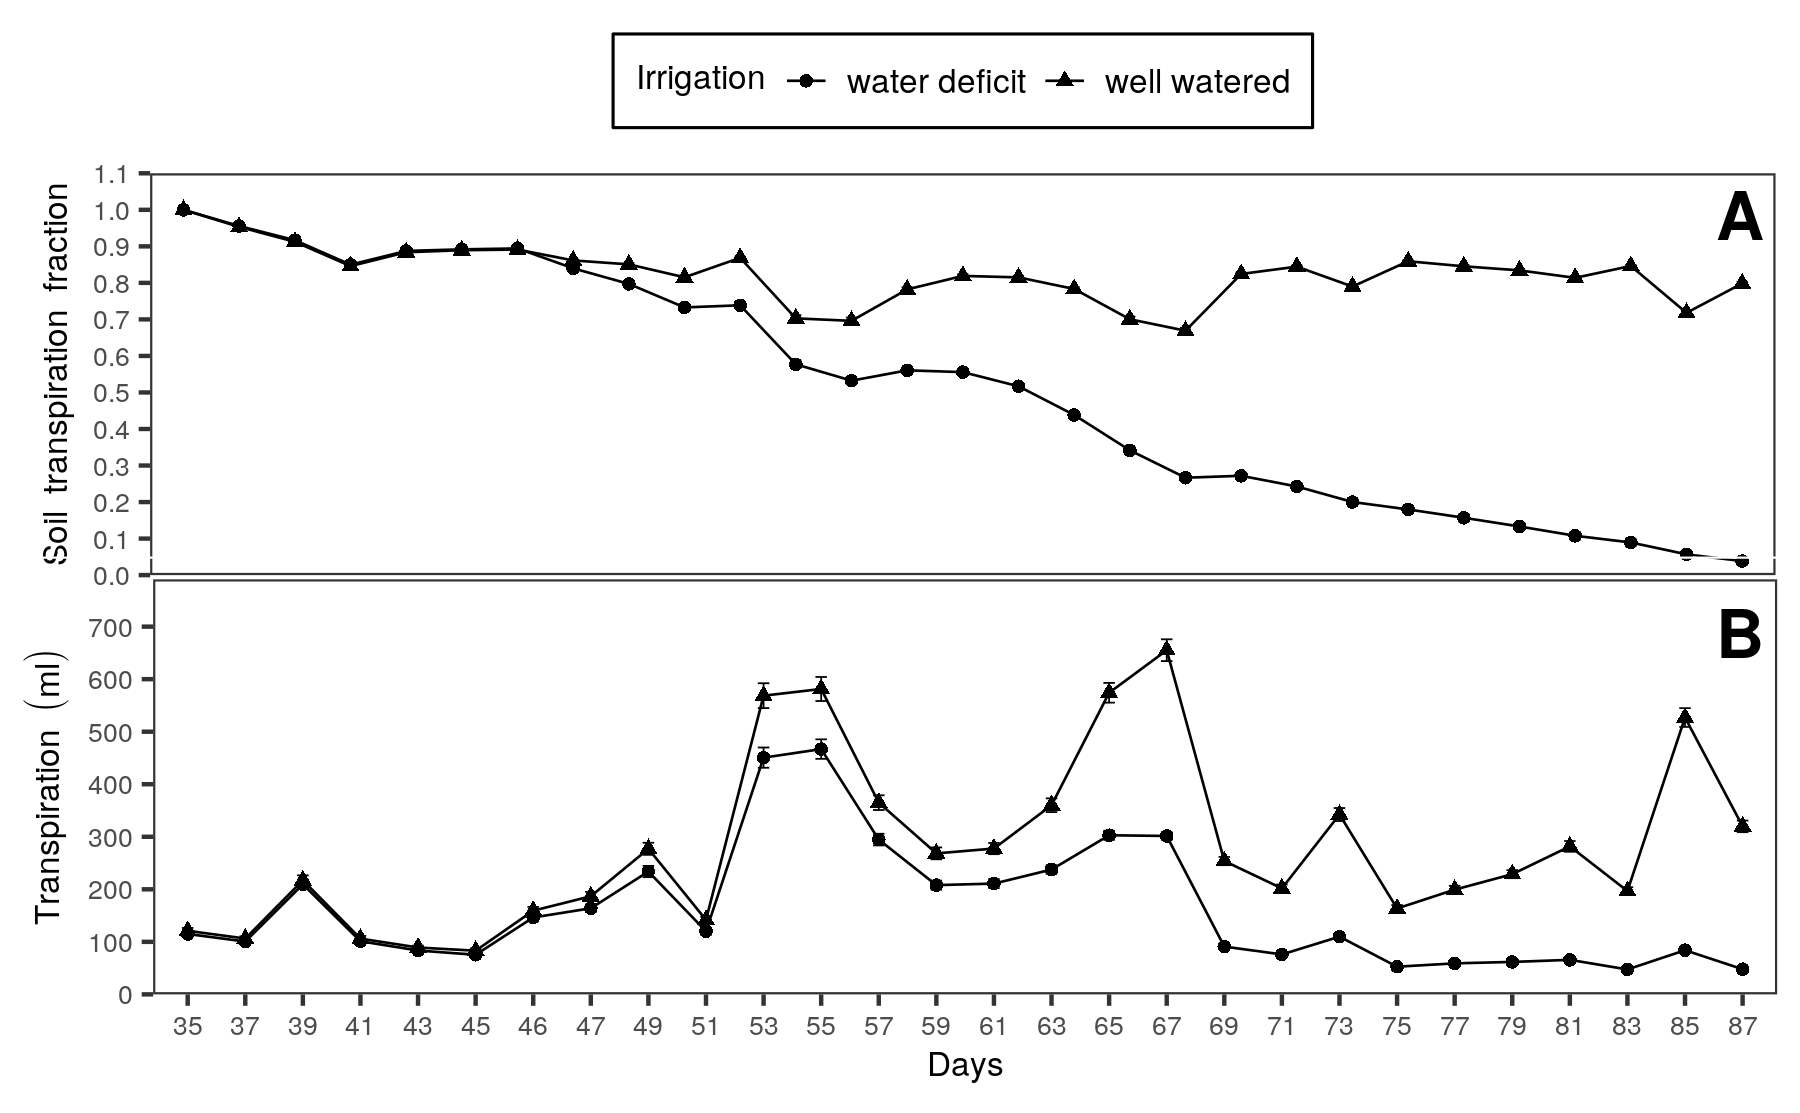 Irrigation water deficit well watered
Soil transpiration fraction
1.1
1.0
0.9
0.8
0.7
0.6
0.5
0.4
0.3
0.2
0.1
0.0
A
Transpiration (ml)
700
600
500
400
300
200
100
0
B
35 37 39 41 43 45 46 47 49 51 53 55 57 59 61 63 65 67 69 71 73 75 77 79 81 83 85 87
Days